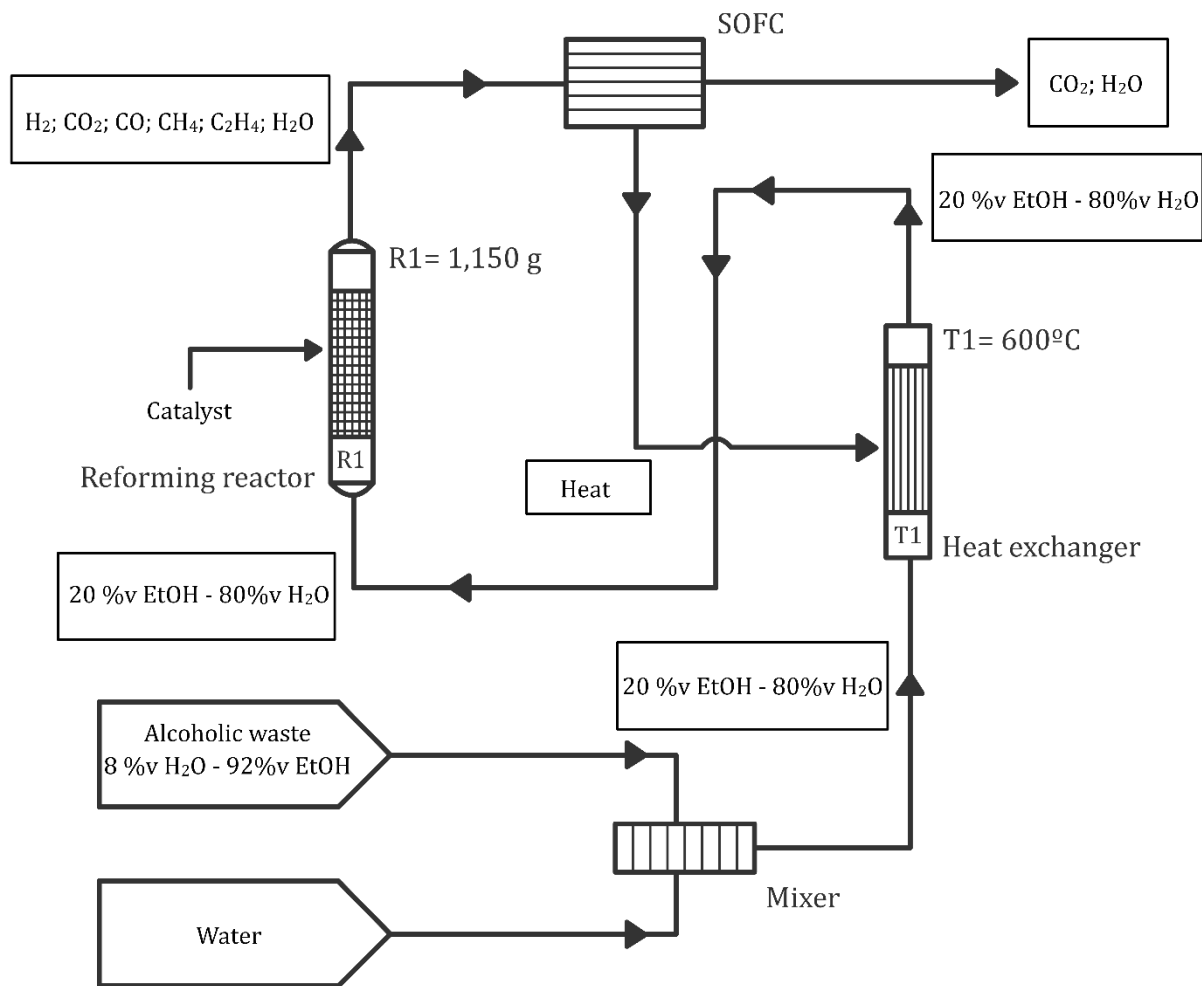 SOFC
CO₂; H₂O
H₂; CO₂; CO; CH₄; C₂H₄; H₂O
20 %v EtOH - 80%v H₂O
R1= 1,150 g
T1= 600ºC
Catalyst
R1
Reforming reactor
Heat
T1
Heat exchanger
20 %v EtOH - 80%v H₂O
20 %v EtOH - 80%v H₂O
Alcoholic waste
8 %v H₂O - 92%v EtOH
Mixer
Water